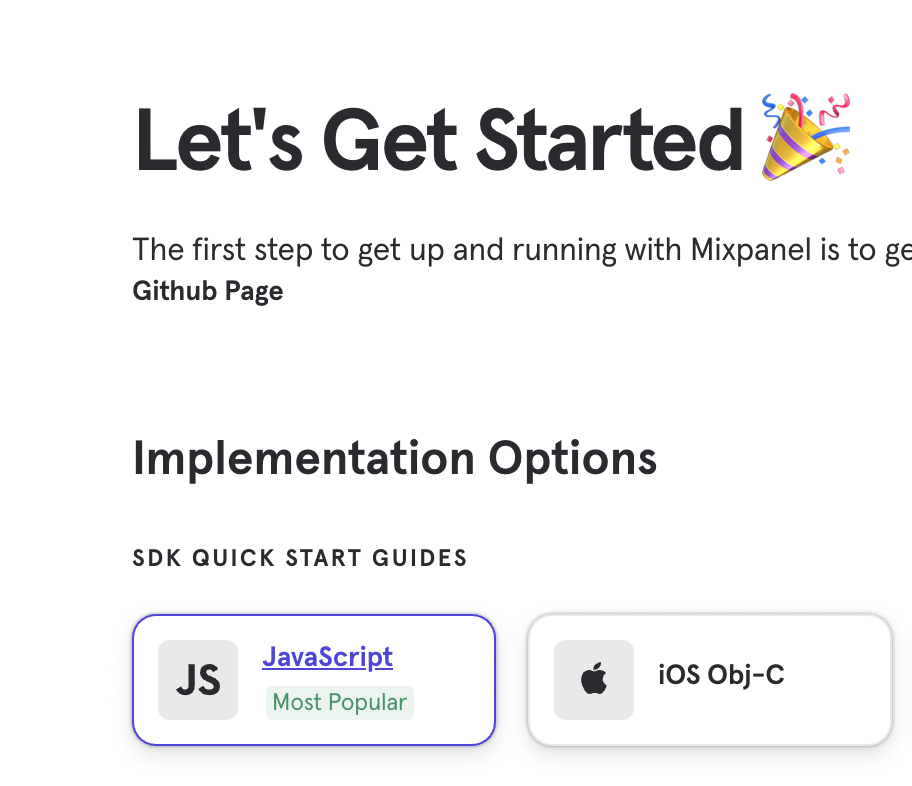 Let's Get Started
The first step to get up and running with Mixpanel is to ge
Github Page
Implementation Options
SDK QUICK START GUIDES
JS
JavaScript
Most Popular
iOS Obj-C